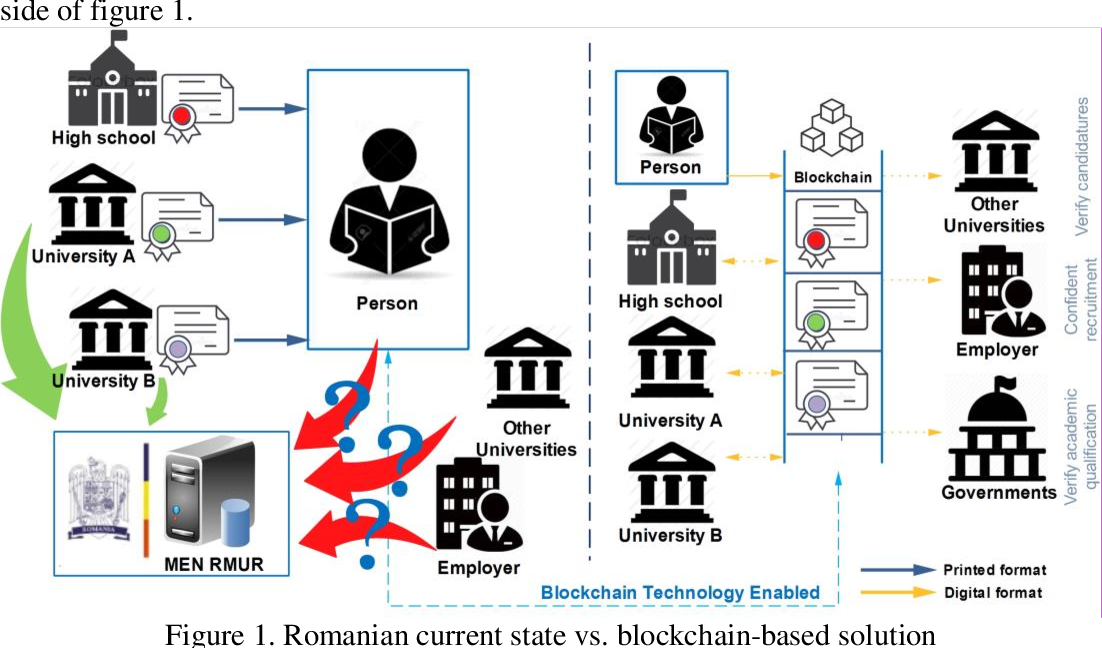 side of figure 1.
High school
University A
University B
Person
MEN RMUR
ROMANIA
Other
Universities
Employer
Blockchain Technology Enabled
Person
High school
University A
University B
Blockchain
Other
Universities
Employer
Governments
Verify candidatures
Confident
recruitment
Verify academic
qualification
Printed format
Digital format
Figure 1. Romanian current state vs. blockchain-based solution